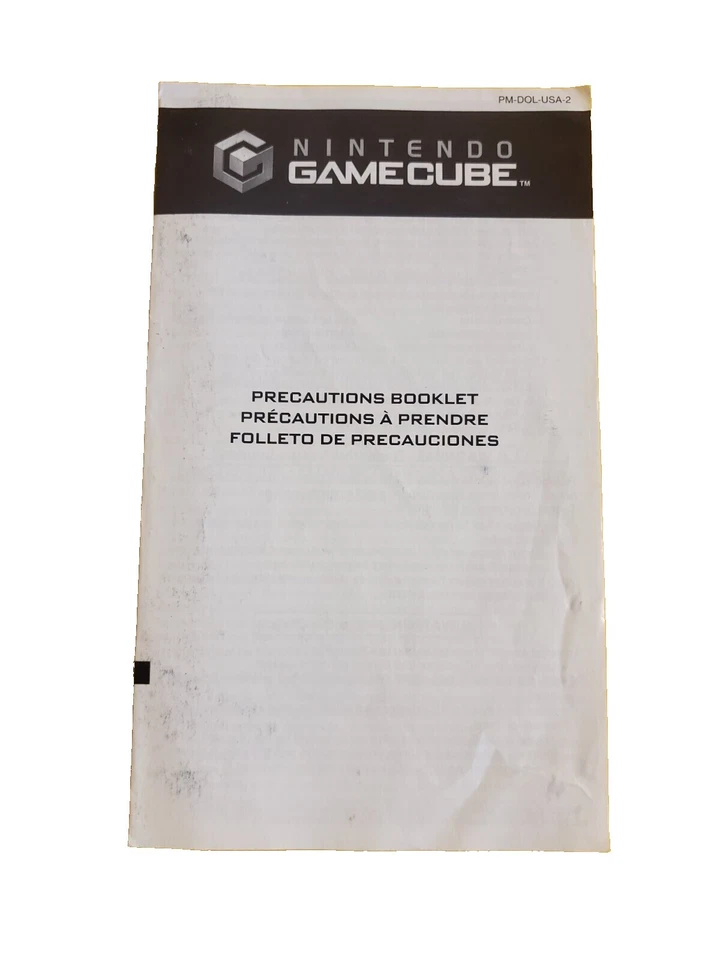 PM-DOL-USA-2
NINTENDO
GAMECUBE™
PRECAUTIONS BOOKLET
PRÉCAUTIONS À PRENDRE
FOLLETO DE PRECAUCIONES